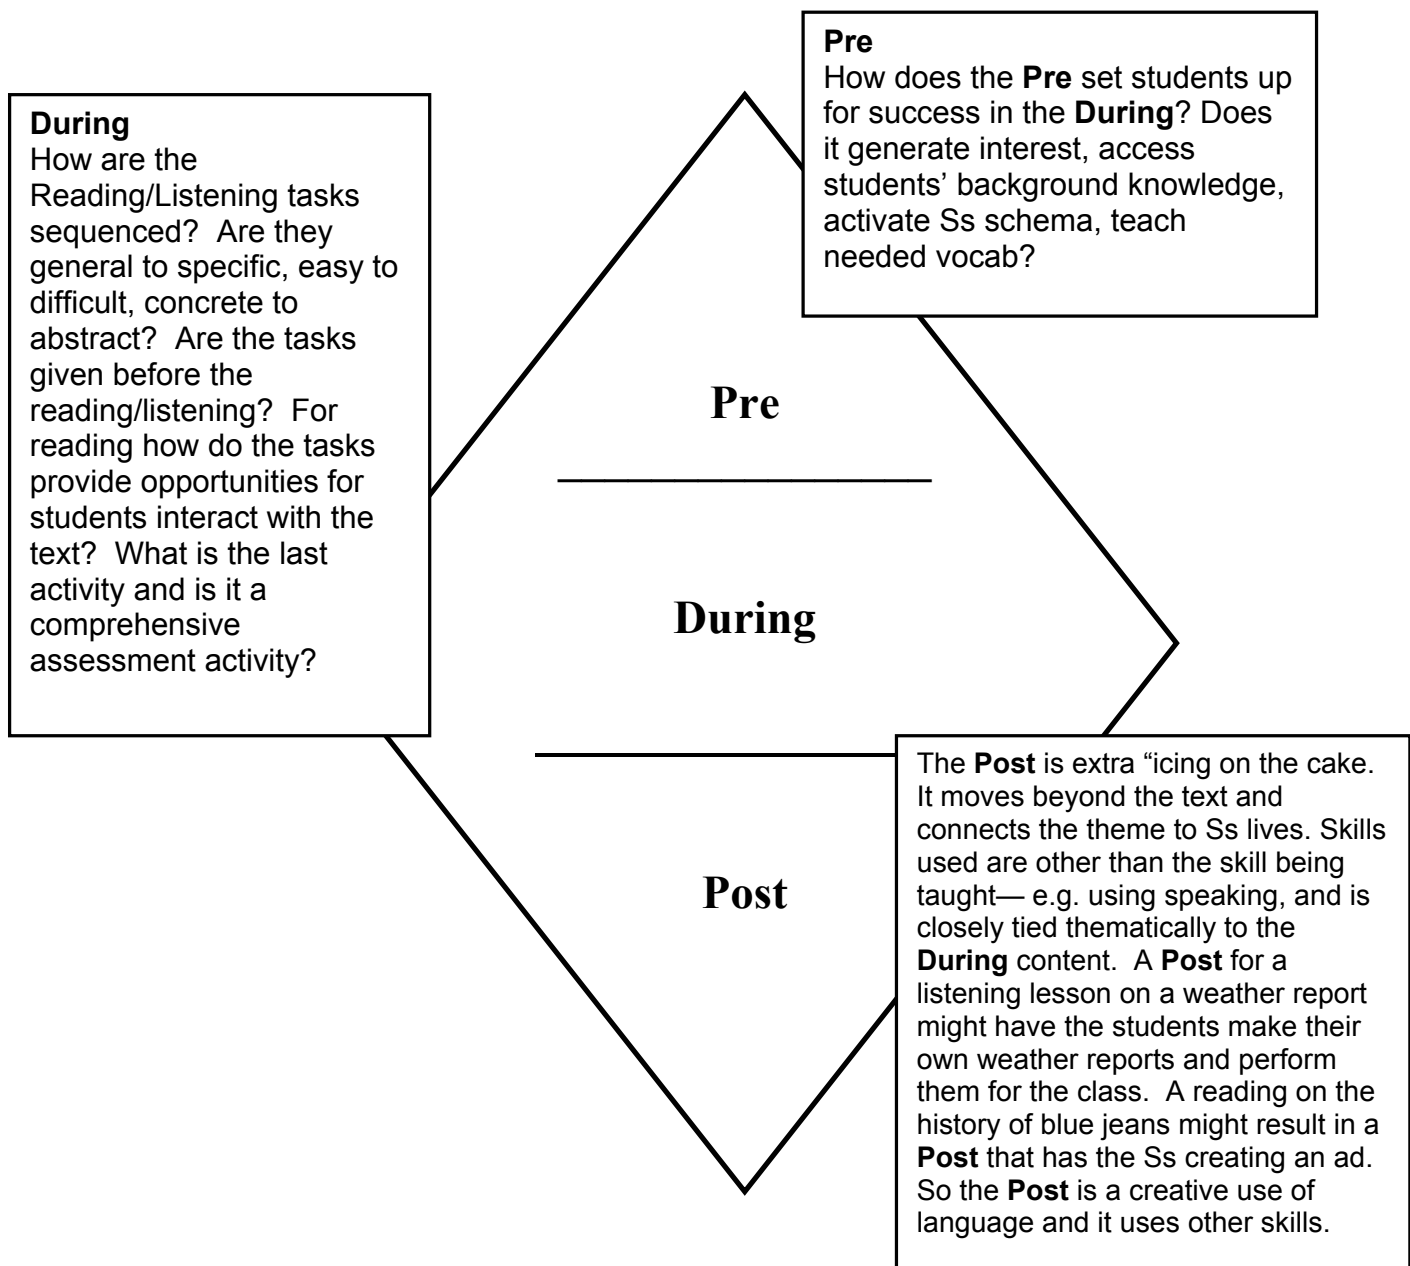 Pre
How does the Pre set students up
for success in the During? Does
it generate interest, access
students’ background knowledge,
activate Ss schema, teach
needed vocab?
During
How are the
Reading/Listening tasks
sequenced?  Are they
general to specific, easy to
difficult, concrete to
abstract?  Are the tasks
given before the
reading/listening?  For
reading how do the tasks
provide opportunities for
students interact with the
text?  What is the last
activity and is it a
comprehensive
assessment activity?
Pre
During
Post
The Post is extra “icing on the cake.
It moves beyond the text and
connects the theme to Ss lives. Skills
used are other than the skill being
taught— e.g. using speaking, and is
closely tied thematically to the
During content.  A Post for a
listening lesson on a weather report
might have the students make their
own weather reports and perform
them for the class.  A reading on the
history of blue jeans might result in a
Post that has the Ss creating an ad.
So the Post is a creative use of
language and it uses other skills.